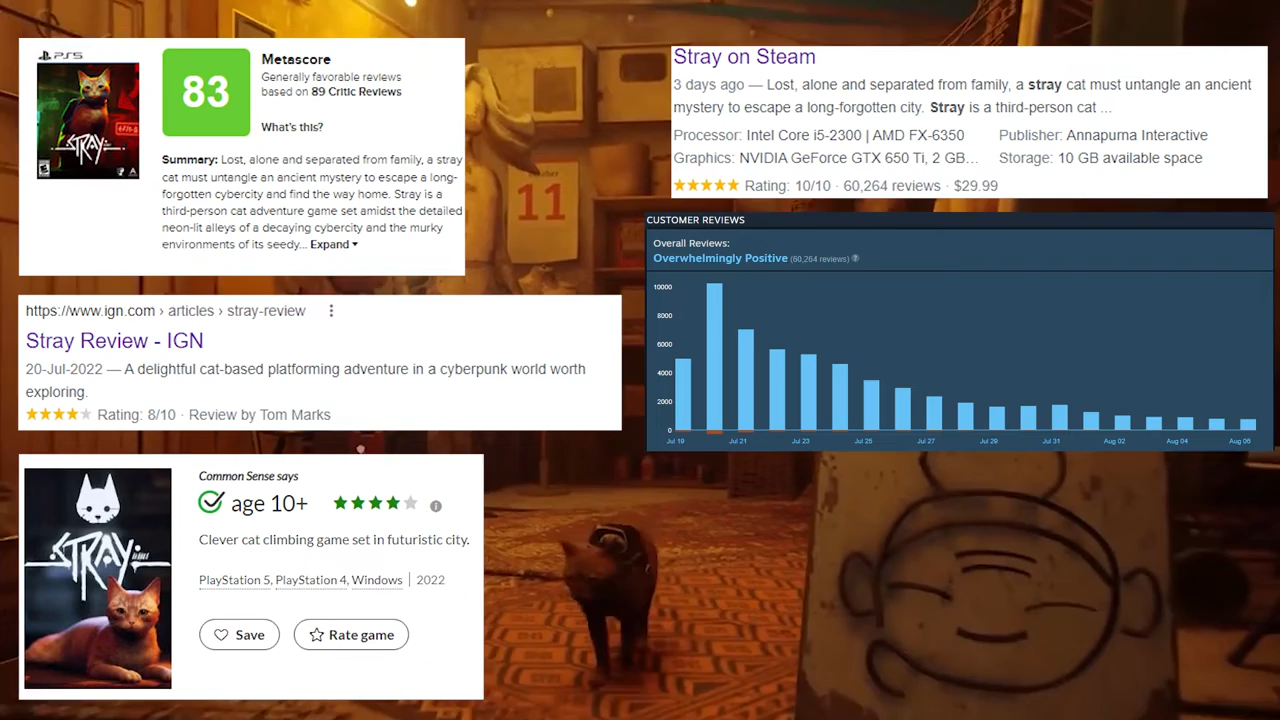 PS5
STRAY
83
Metascore
Generally favorable reviews
based on 89 Critic Reviews
What's this?
Summary: Lost, alone and separated from family, a stray
cat must untangle an ancient mystery to escape a long-
forgotten cybercity and find the way home. Stray is a
third-person cat adventure game set amidst the detailed
neon-lit alleys of a decaying cybercity and the murky
environments of its seedy... Expand
https://www.ign.com › articles › stray-review
Stray Review - IGN
20-Jul-2022 — A delightful cat-based platforming adventure in a cyberpunk world worth
exploring.
Rating: 8/10 · Review by Tom Marks
STRAY
Common Sense says
age 10+
Clever cat climbing game set in futuristic city.
PlayStation 5, PlayStation 4, Windows | 2022
Save
Rate game
11
Stray on Steam
3 days ago — Lost, alone and separated from family, a stray cat must untangle an ancient
mystery to escape a long-forgotten city. Stray is a third-person cat ...
Processor: Intel Core i5-2300 | AMD FX-6350
Publisher: Annapurna Interactive
Graphics: NVIDIA GeForce GTX 650 Ti, 2 GB...
Storage: 10 GB available space
Rating: 10/10 · 60,264 reviews · $29.99
CUSTOMER REVIEWS
Overall Reviews:
Overwhelmingly Positive (60,264 reviews) ?
10000
8000
6000
4000
2000
0
Jul 19 Jul 21 Jul 23 Jul 25 Jul 27 Jul 29 Jul 31 Aug 02 Aug 04 Aug 06